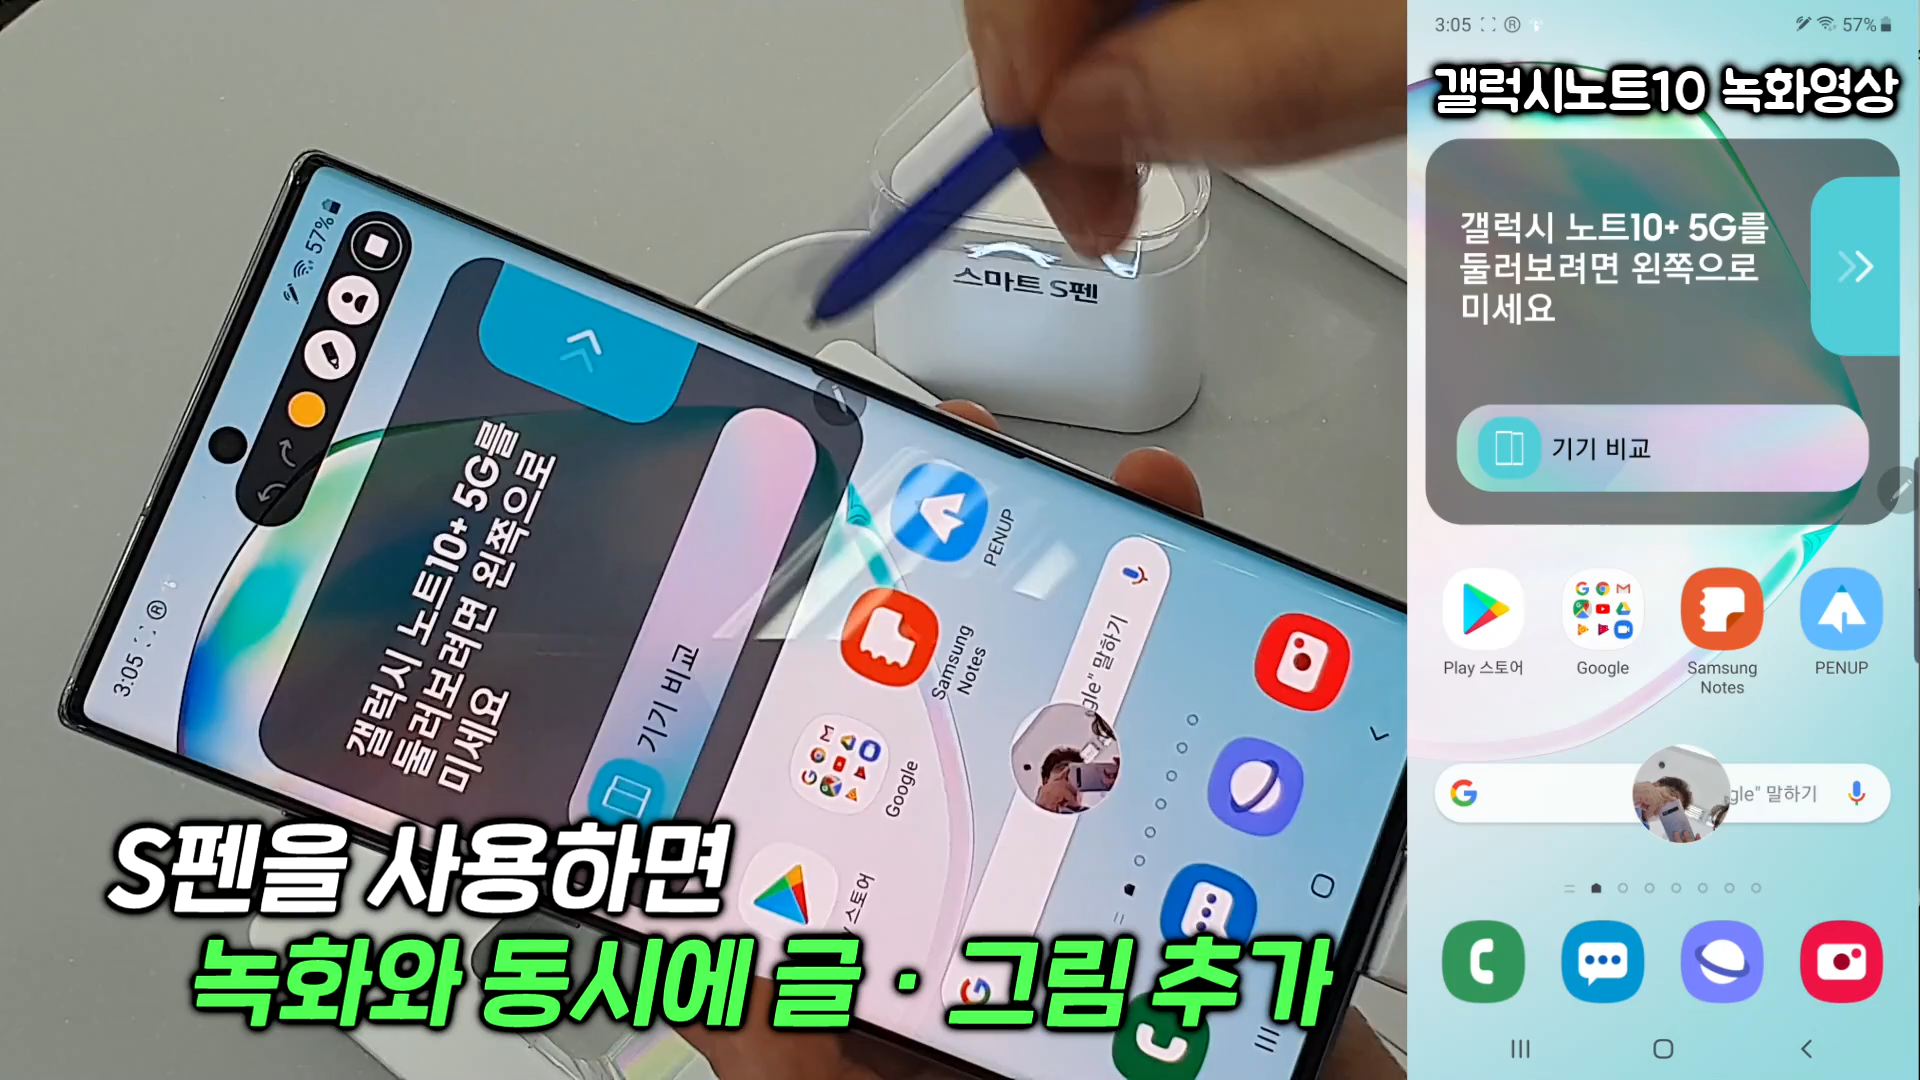 57%
3:05
갤럭시 노트10+ 5G를
둘러보려면 왼쪽으로
미세요
기기 비교
PENUP
Samsung
Notes
Google
스토어
gle" 말하기
스마트 S펜
S펜을 사용하면
녹화와 동시에 글 · 그림 추가
3:05
57%
갤럭시노트10 녹화영상
갤럭시 노트10+ 5G를
둘러보려면 왼쪽으로
미세요
기기 비교
Play 스토어
Google
Samsung
Notes
PENUP
gle" 말하기